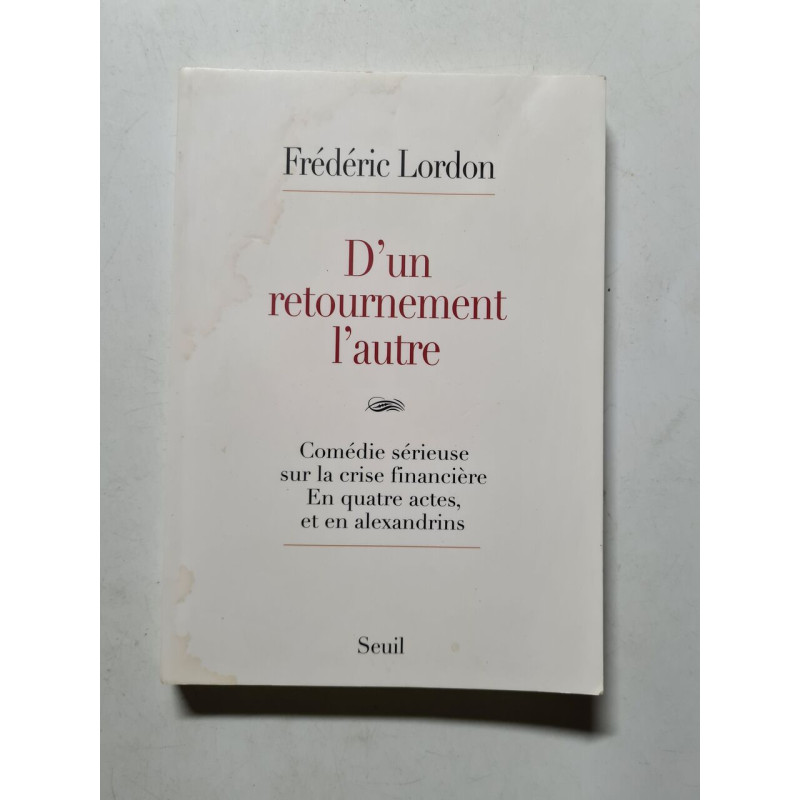 Frédéric Lordon
D'un
retournement
l'autre
Comédie sérieuse
sur la crise financière
En quatre actes,
et en alexandrins
Seuil